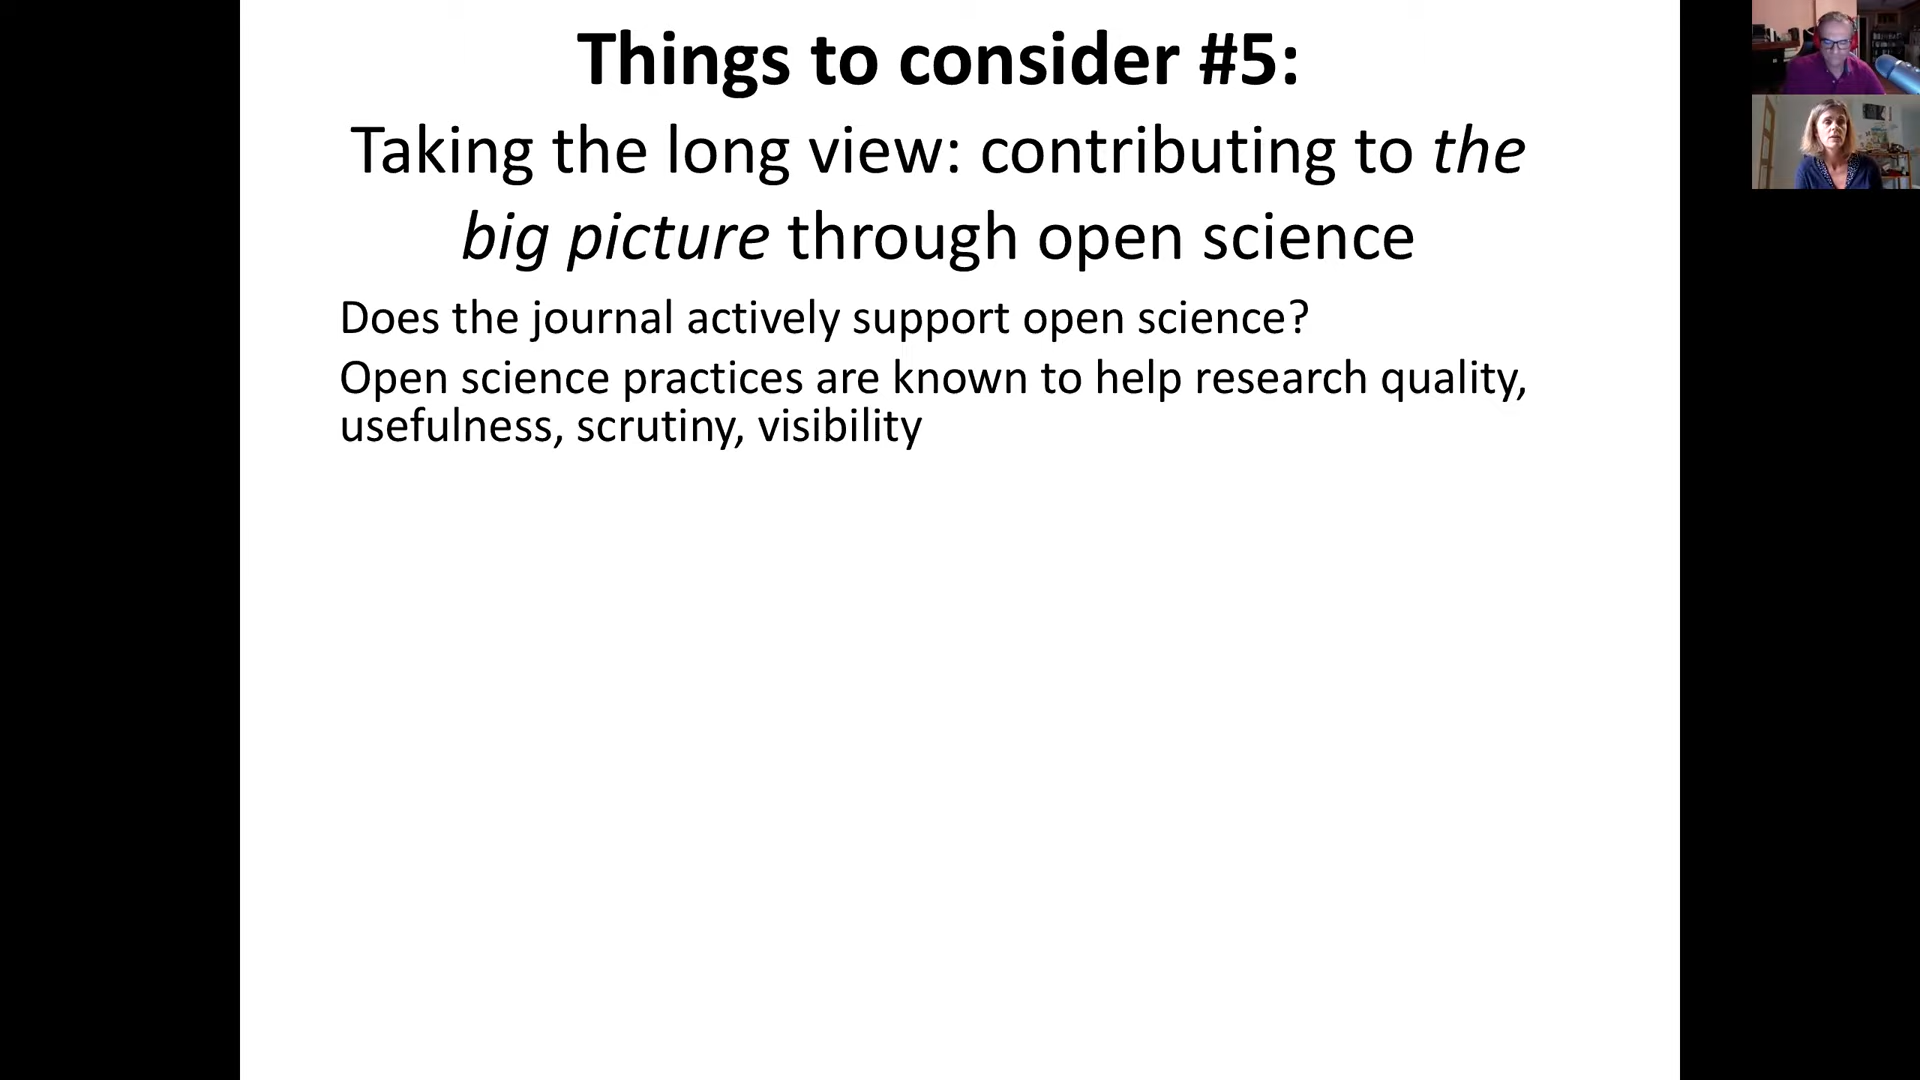 Things to consider #5:
Taking the long view: contributing to the
big picture through open science
Does the journal actively support open science?
Open science practices are known to help research quality,
usefulness, scrutiny, visibility